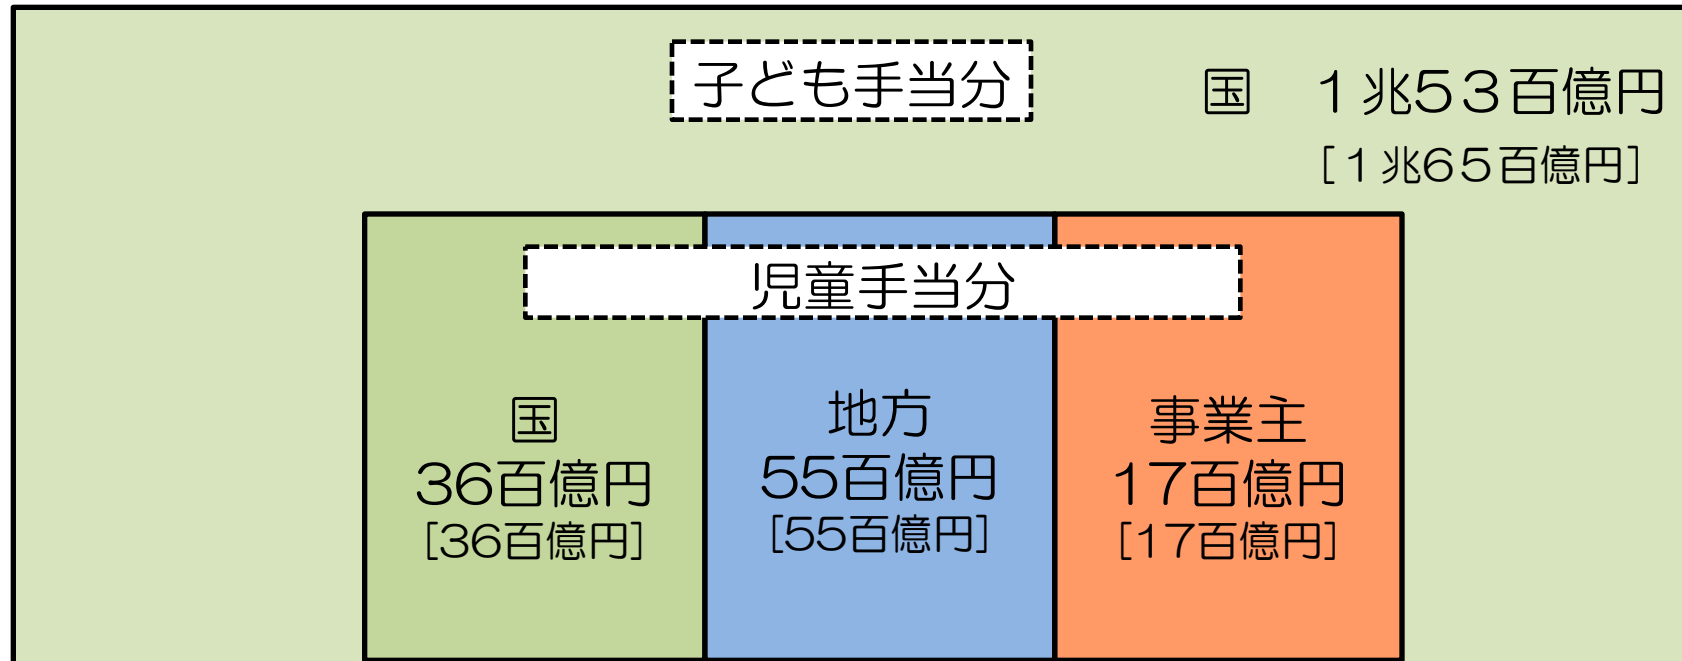 子ども手当分
国　１兆５３百億円
［１兆６５百億円］
児童手当分
国
36百億円
［36百億円］
地方
55百億円
［55百億円］
事業主
17百億円
［17百億円］